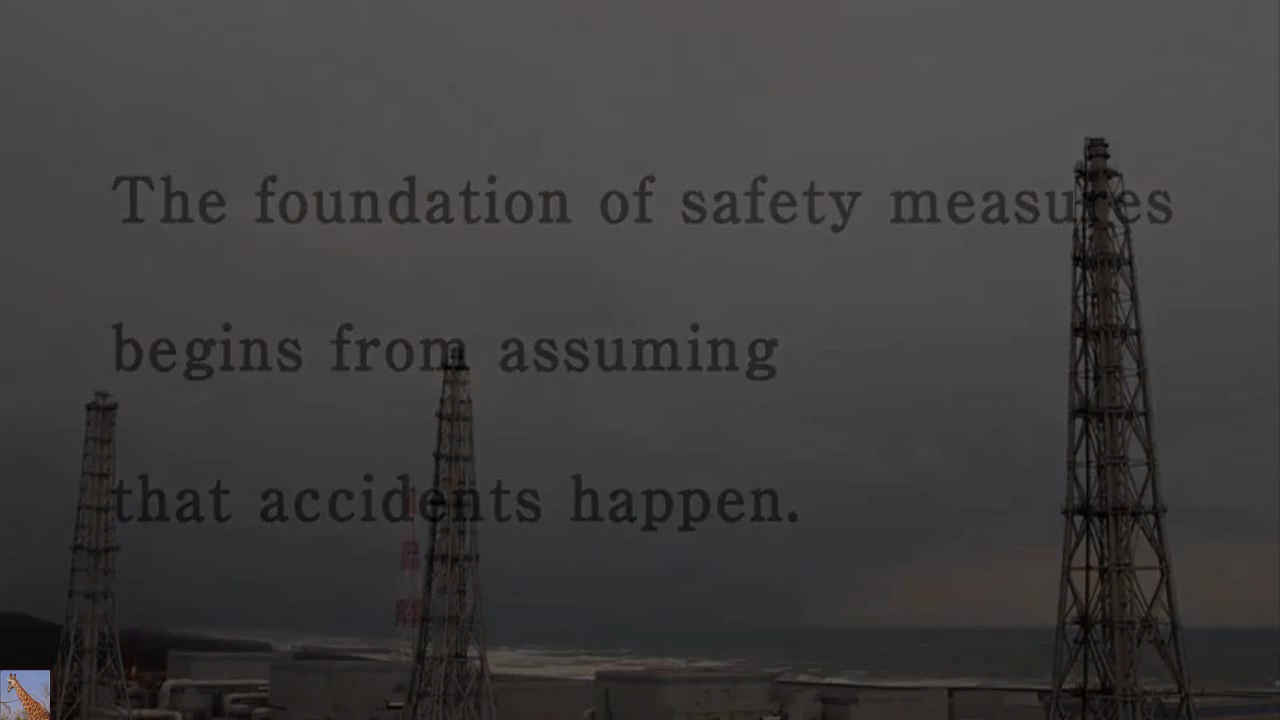 The foundation of safety measures
begins from assuming
that accidents happen.